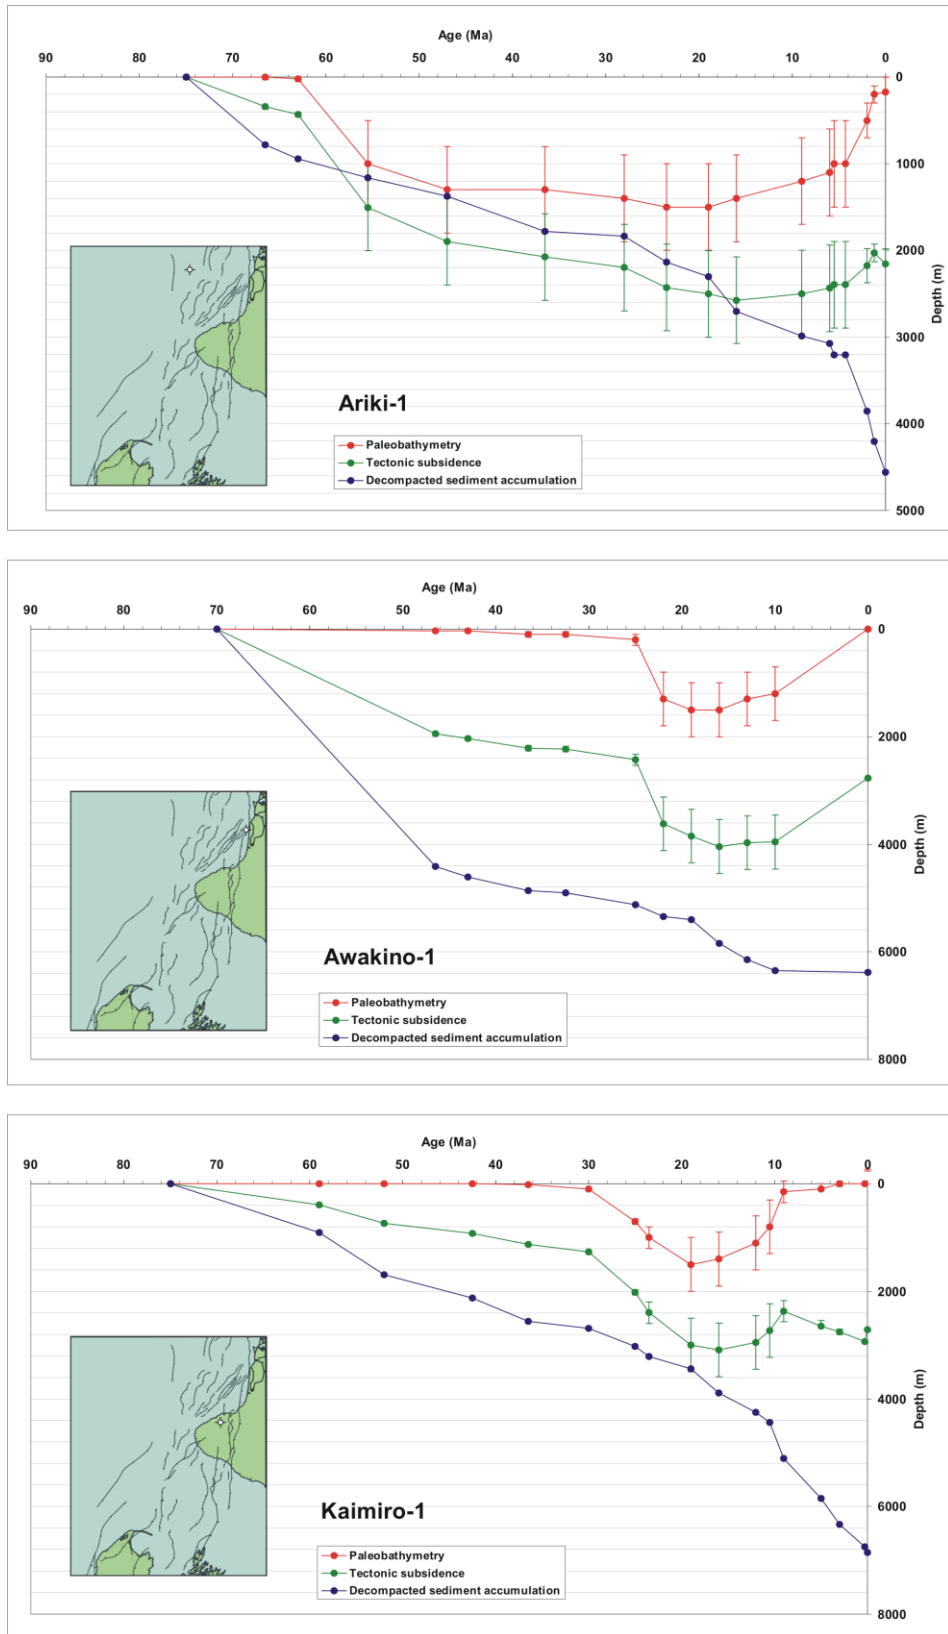 Age (Ma)
90 80 70 60 50 40 30 20 10 0
0
1000
2000
3000
4000
5000
Depth (m)
Ariki-1
Paleobathymetry
Tectonic subsidence
Decompacted sediment accumulation
Age (Ma)
90 80 70 60 50 40 30 20 10 0
0
2000
4000
6000
8000
Depth (m)
Awakino-1
Paleobathymetry
Tectonic subsidence
Decompacted sediment accumulation
Age (Ma)
90 80 70 60 50 40 30 20 10 0
0
2000
4000
6000
8000
Depth (m)
Kaimiro-1
Paleobathymetry
Tectonic subsidence
Decompacted sediment accumulation